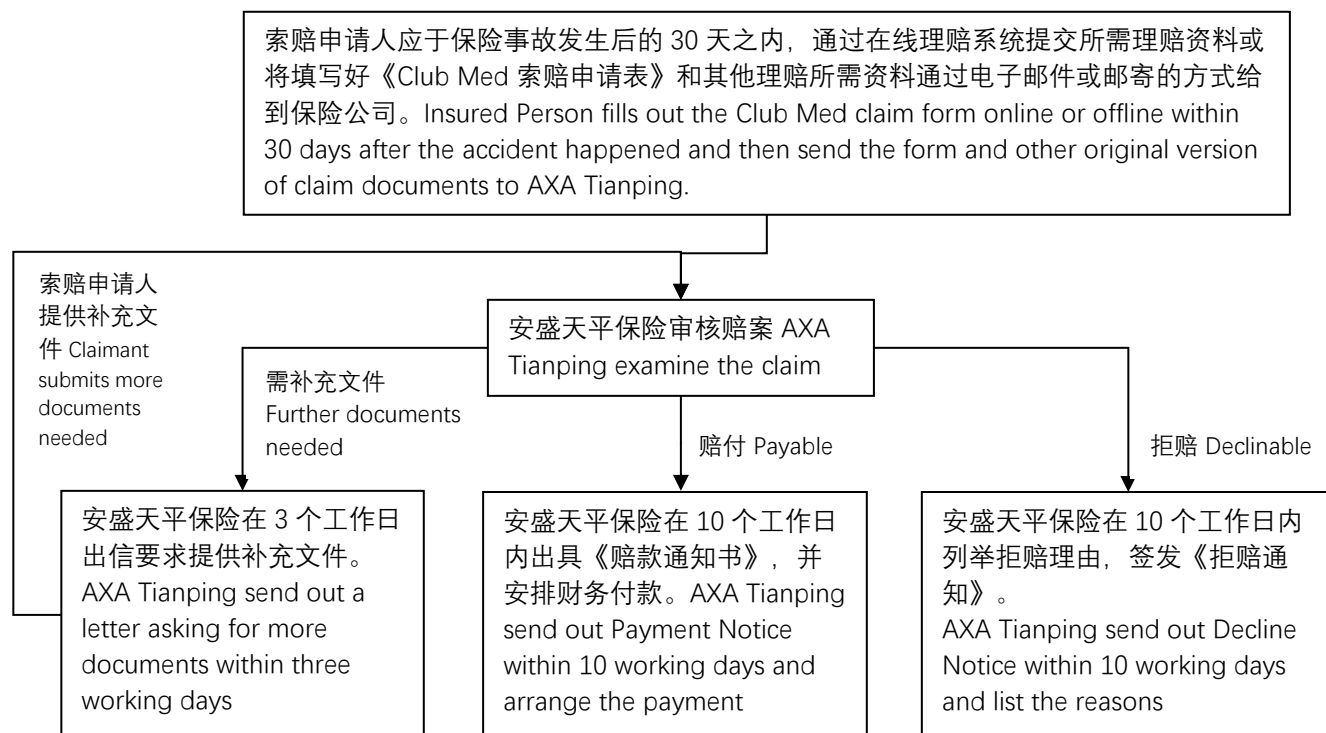 索赔申请人应于保险事故发生后的 30 天之内，通过在线理赔系统提交所需理赔资料或
将填写好《Club Med 索赔申请表》和其他理赔所需资料通过电子邮件或邮寄的方式给
到保险公司。Insured Person fills out the Club Med claim form online or offline within
30 days after the accident happened and then send the form and other original version
of claim documents to AXA Tianping.
索赔申请人
提供补充文
件 Claimant
submits more
documents
needed
安盛天平保险审核赔案 AXA
Tianping examine the claim
需补充文件
Further documents
needed
赔付 Payable
拒赔 Declinable
安盛天平保险在 3 个工作日
出信要求提供补充文件。
AXA Tianping send out a
letter asking for more
documents within three
working days
安盛天平保险在 10 个工作日
内出具《赔款通知书》，并
安排财务付款。AXA Tianping
send out Payment Notice
within 10 working days and
arrange the payment
安盛天平保险在 10 个工作日内
列举拒赔理由，签发《拒赔通
知》。
AXA Tianping send out Decline
Notice within 10 working days
and list the reasons